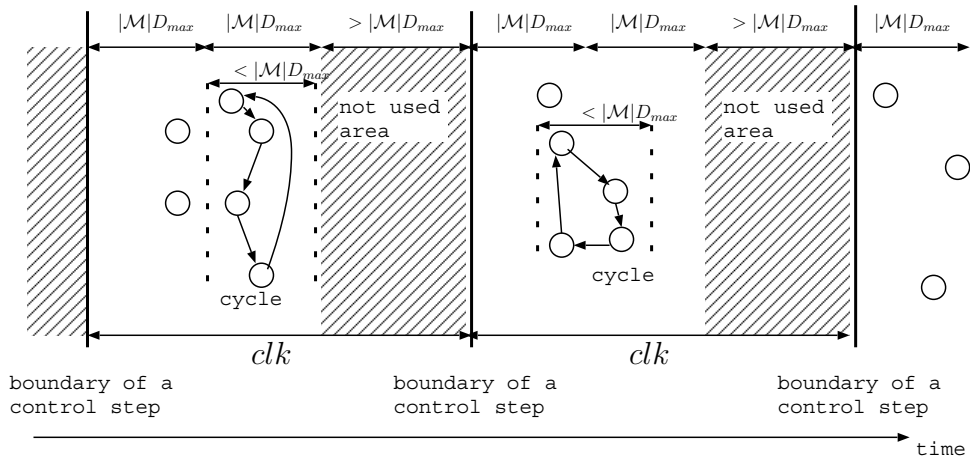 |ℳ|D_max |ℳ|D_max > |ℳ|D_max |ℳ|D_max |ℳ|D_max > |ℳ|D_max |ℳ|D_max
< |ℳ|D_max
not used
area
cycle
< |ℳ|D_max
not used
area
cycle
clk clk
boundary of a
control step
boundary of a
control step
boundary of a
control step
time